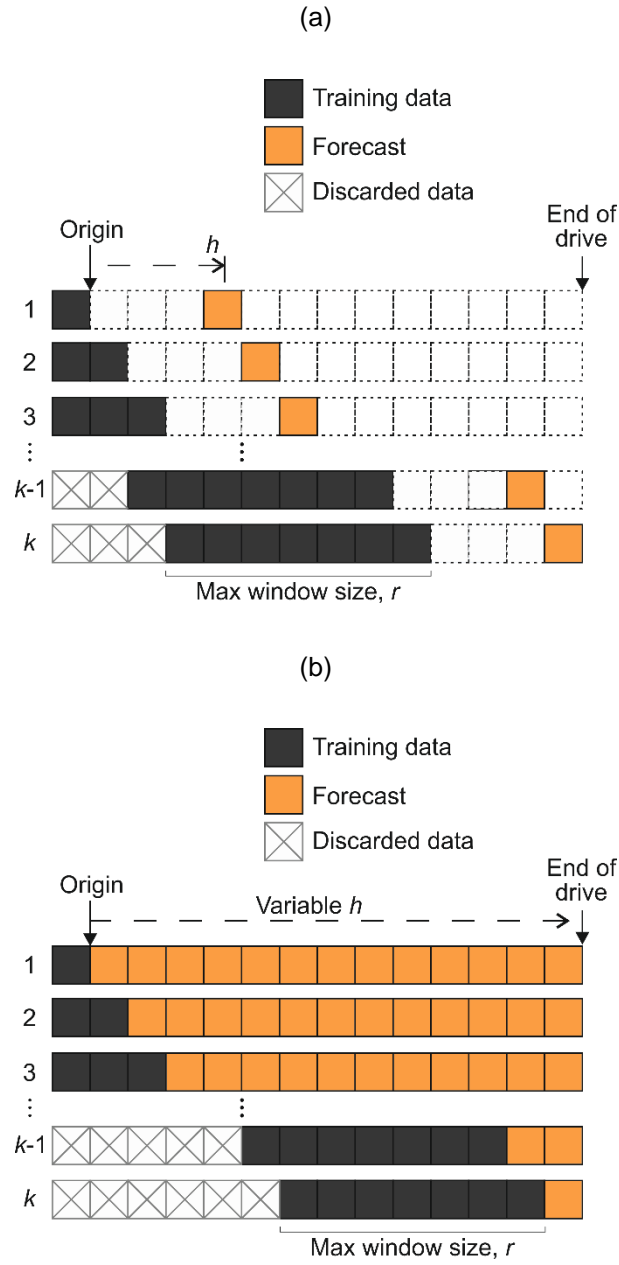 (a)
Training data
Forecast
Discarded data
Origin
h
End of
drive
1
2
3
⋮ ⋮
k-1
k
Max window size, r
(b)
Training data
Forecast
Discarded data
Origin
Variable h
End of
drive
1
2
3
⋮ ⋮
k-1
k
Max window size, r